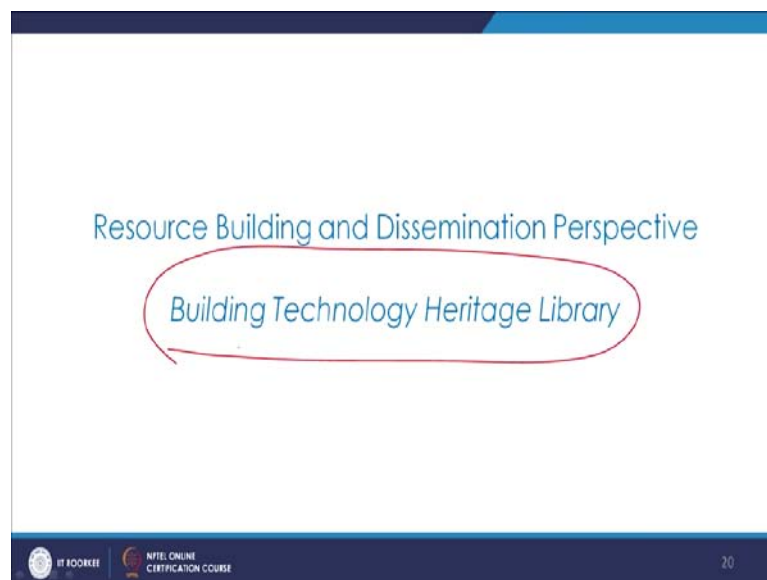 Resource Building and Dissemination Perspective
Building Technology Heritage Library
IIT ROORKEE
NPTEL ONLINE
CERTIFICATION COURSE
20